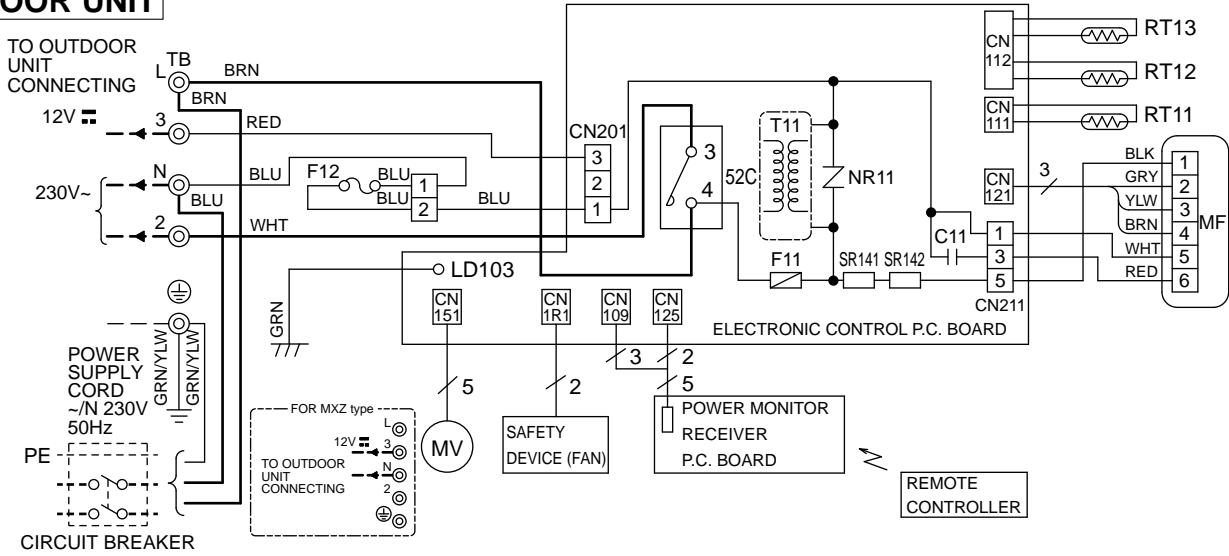 OOR UNIT
TO OUTDOOR
UNIT
CONNECTING
TB
L
BRN
BRN
12V
3
RED
CN201
3
2
1
230V~
N
BLU
BLU
F12
BLU
BLU
1
2
BLU
2
WHT
3
4
52C
T11
NR11
F11
SR141
SR142
C11
1
3
5
CN211
CN
112
RT13
RT12
CN
111
RT11
CN
121
3
BLK
GRY
YLW
BRN
WHT
RED
1
2
3
4
5
6
MF
LD103
GRN
CN
151
CN
1R1
CN
109
CN
125
ELECTRONIC CONTROL P.C. BOARD
5
2
3
2
5
MV
SAFETY
DEVICE (FAN)
POWER MONITOR
RECEIVER
P.C. BOARD
REMOTE
CONTROLLER
GRN/YLW
GRN/YLW
POWER
SUPPLY
CORD
~/N 230V
50Hz
PE
CIRCUIT BREAKER
FOR MXZ type
L
12V
3
TO OUTDOOR
UNIT
CONNECTING
N
2